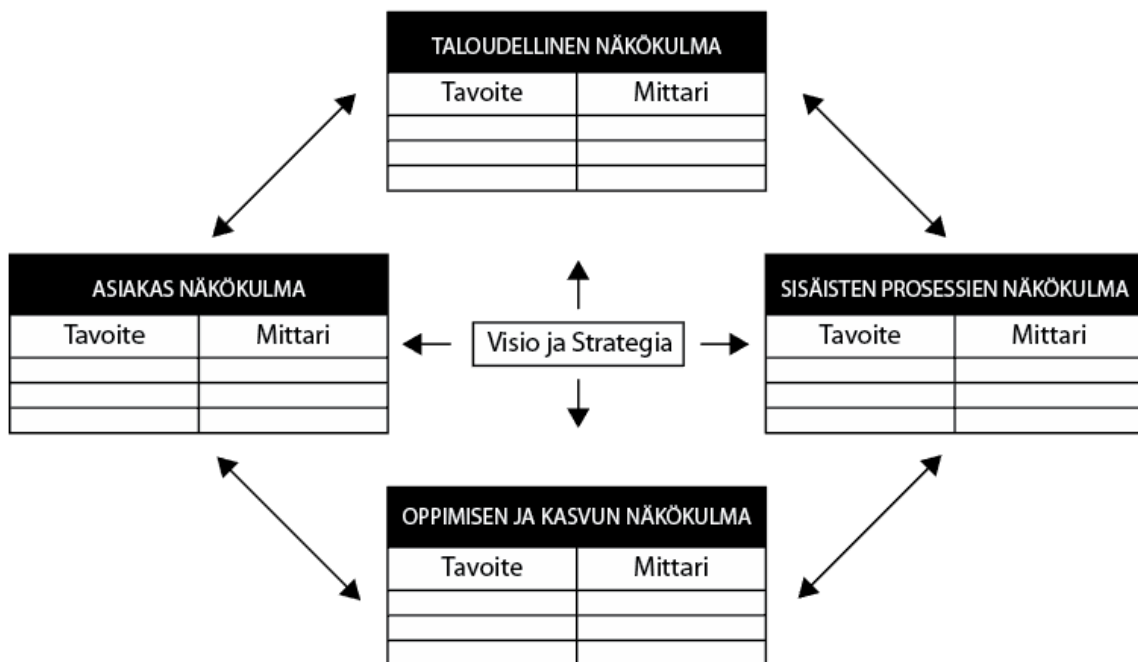 TALOUDELLINEN NÄKÖKULMA
Tavoite Mittari
ASIAKAS NÄKÖKULMA
Tavoite Mittari
Visio ja Strategia
SISÄISTEN PROSESSIEN NÄKÖKULMA
Tavoite Mittari
OPPIMISEN JA KASVUN NÄKÖKULMA
Tavoite Mittari